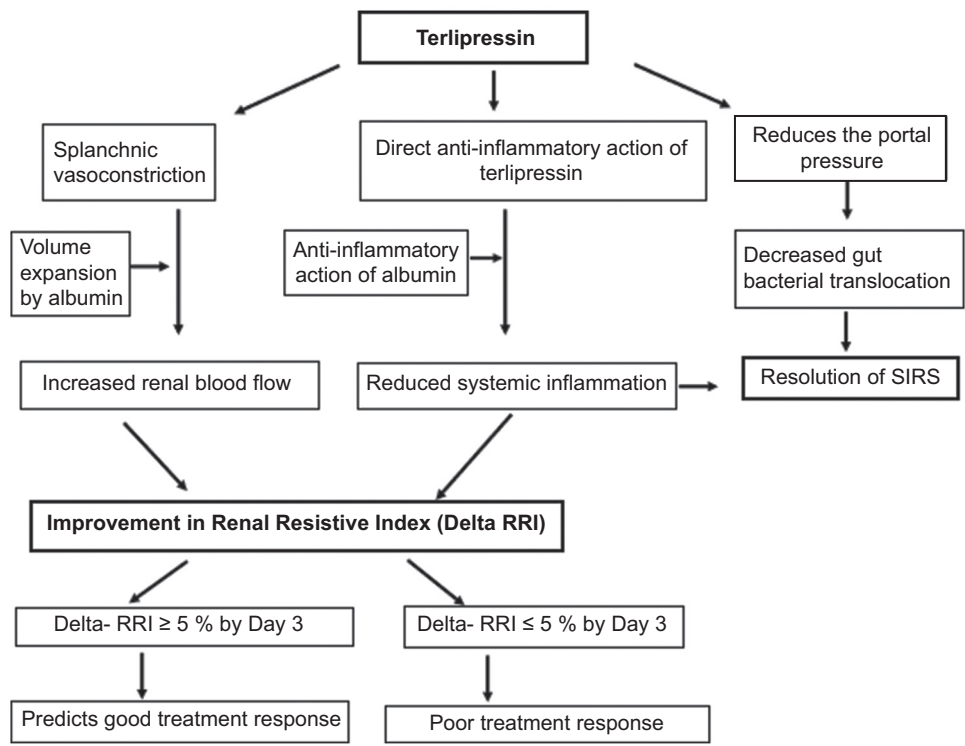 Terlipressin
Splanchnic
vasoconstriction
Direct anti-inflammatory action of
terlipressin
Reduces the portal
pressure
Volume
expansion
by albumin
Anti-inflammatory
action of albumin
Decreased gut
bacterial translocation
Increased renal blood flow
Reduced systemic inflammation
Resolution of SIRS
Improvement in Renal Resistive Index (Delta RRI)
Delta- RRI ≥ 5 % by Day 3
Delta- RRI ≤ 5 % by Day 3
Predicts good treatment response
Poor treatment response